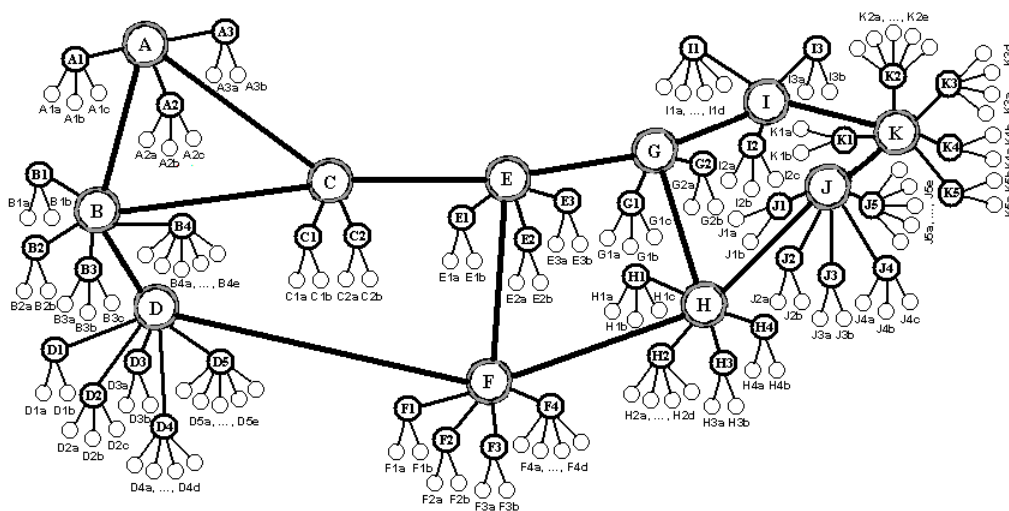 A
A1
A1a
A1b
A1c
A2
A2a
A2b
A2c
A3
A3a
A3b
B
B1
B1a
B1b
B2
B2a
B2b
B3
B3a
B3b
B3c
B4
B4a, ..., B4e
C
C1
C1a
C1b
C2
C2a
C2b
D
D1
D1a
D1b
D2
D2a
D2b
D2c
D3
D3a
D3b
D4
D4a, ..., D4d
D5
D5a, ..., D5e
E
E1
E1a
E1b
E2
E2a
E2b
E3
E3a
E3b
F
F1
F1a
F1b
F2
F2a
F2b
F3
F3a
F3b
F4
F4a, ..., F4d
G
G1
G1a
G1b
G1c
G2
G2a
G2b
H
H1
H1a
H1b
H1c
H2
H2a, ..., H2d
H3
H3a
H3b
H4
H4a
H4b
I
I1
I1a, ..., I1d
I2
I2a
I2b
I2c
I3
I3a
I3b
J
J1
J1a
J1b
J2
J2a
J2b
J3
J3a
J3b
J4
J4a
J4b
J4c
J5
J5a, ..., J5e
K
K1
K1a
K1b
K2
K2a, ..., K2e
K3
K3d
K4
K4b
K5